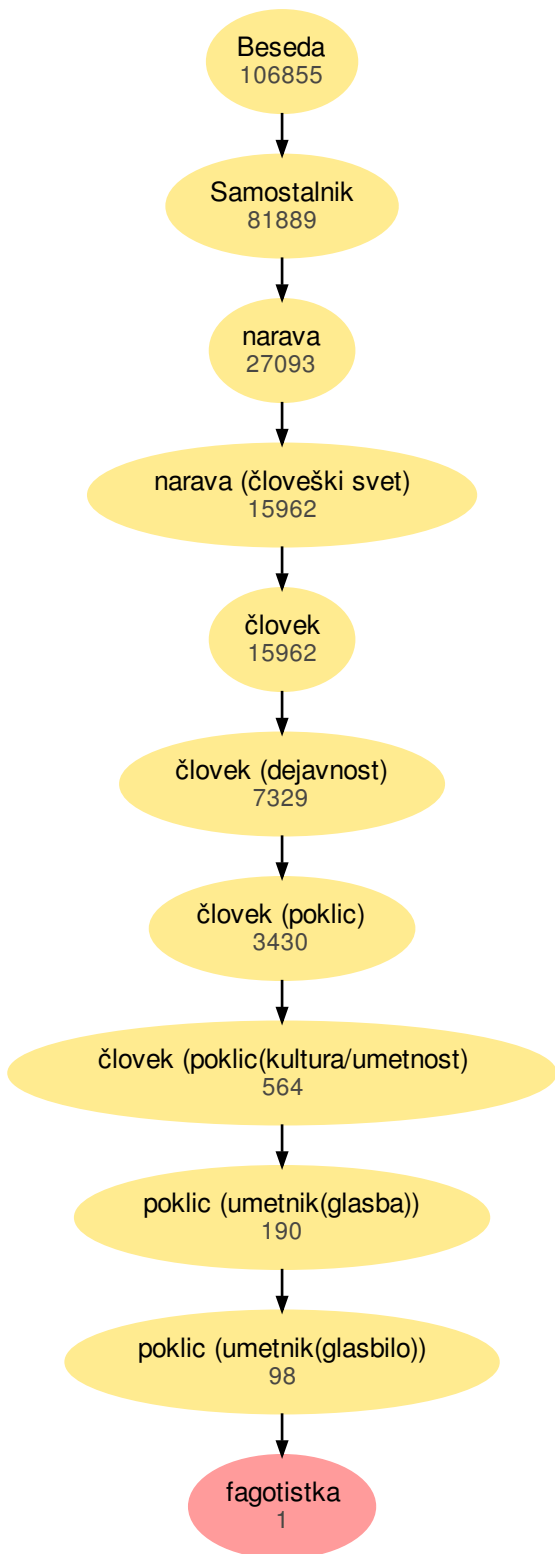 Beseda
106855
Samostalnik
81889
narava
27093
narava (človeški svet)
15962
človek
15962
človek (dejavnost)
7329
človek (poklic)
3430
človek (poklic(kultura/umetnost)
564
poklic (umetnik(glasba))
190
poklic (umetnik(glasbilo))
98
fagotistka
1